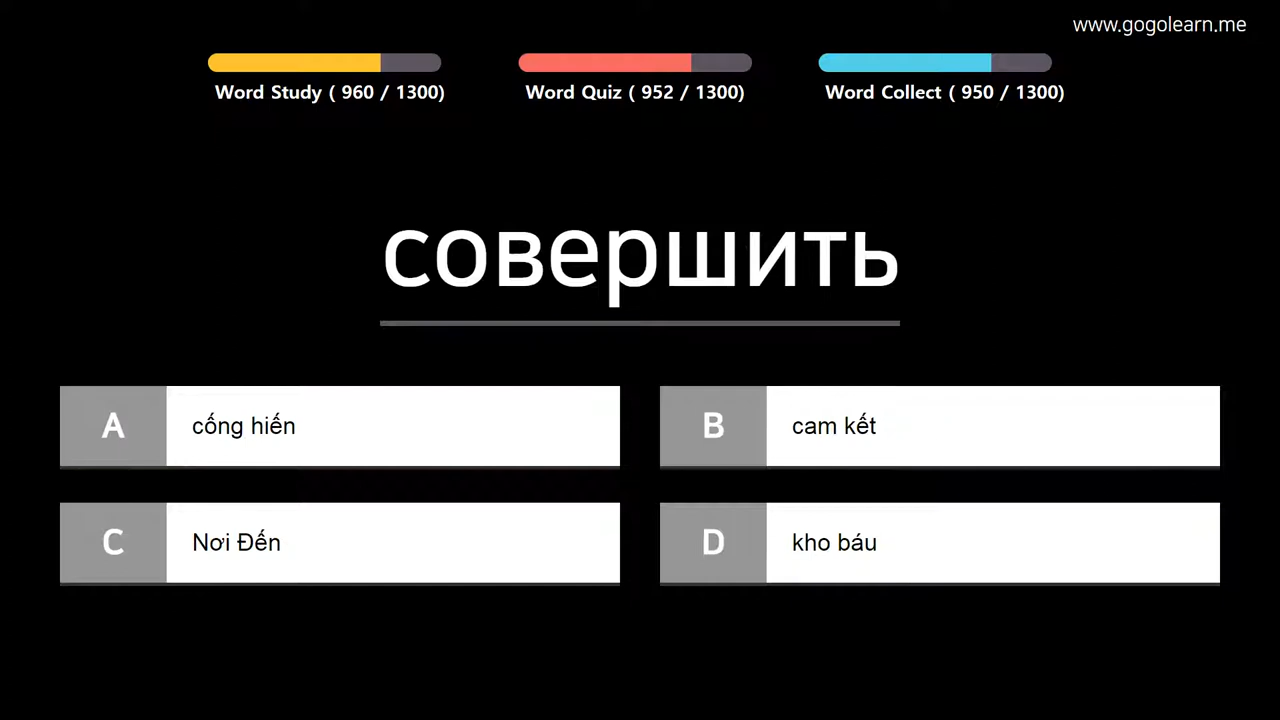 www.gogolearn.me
Word Study ( 960 / 1300)
Word Quiz ( 952 / 1300)
Word Collect ( 950 / 1300)
совершить
A cống hiến
B cam kết
C Nơi Đến
D kho báu